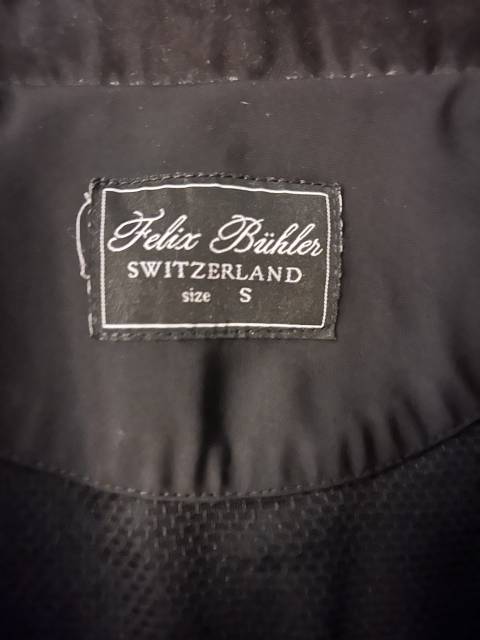 Felix Bühler
SWITZERLAND
size S